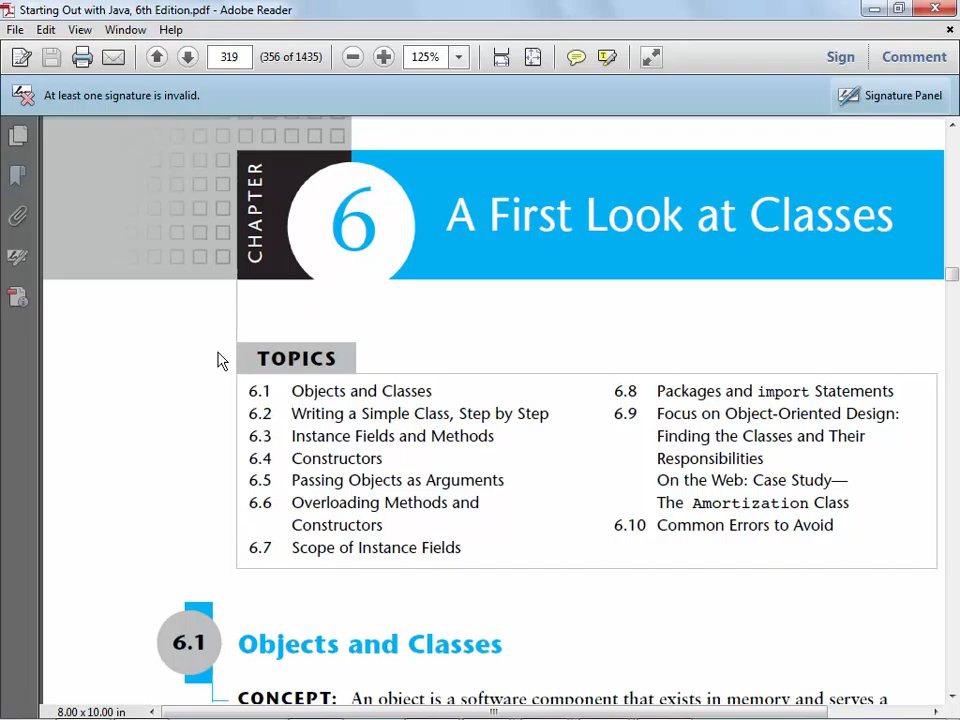 Starting Out with Java, 6th Edition.pdf - Adobe Reader
File Edit View Window Help
319 (356 of 1435) 125% Sign Comment
At least one signature is invalid. Signature Panel
CHAPTER
6 A First Look at Classes
TOPICS
6.1 Objects and Classes
6.2 Writing a Simple Class, Step by Step
6.3 Instance Fields and Methods
6.4 Constructors
6.5 Passing Objects as Arguments
6.6 Overloading Methods and
Constructors
6.7 Scope of Instance Fields
6.8 Packages and import Statements
6.9 Focus on Object-Oriented Design:
Finding the Classes and Their
Responsibilities
On the Web: Case Study—
The Amortization Class
6.10 Common Errors to Avoid
6.1 Objects and Classes
CONCEPT: An object is a software component that exists in memory and serves a
8.00 x 10.00 in